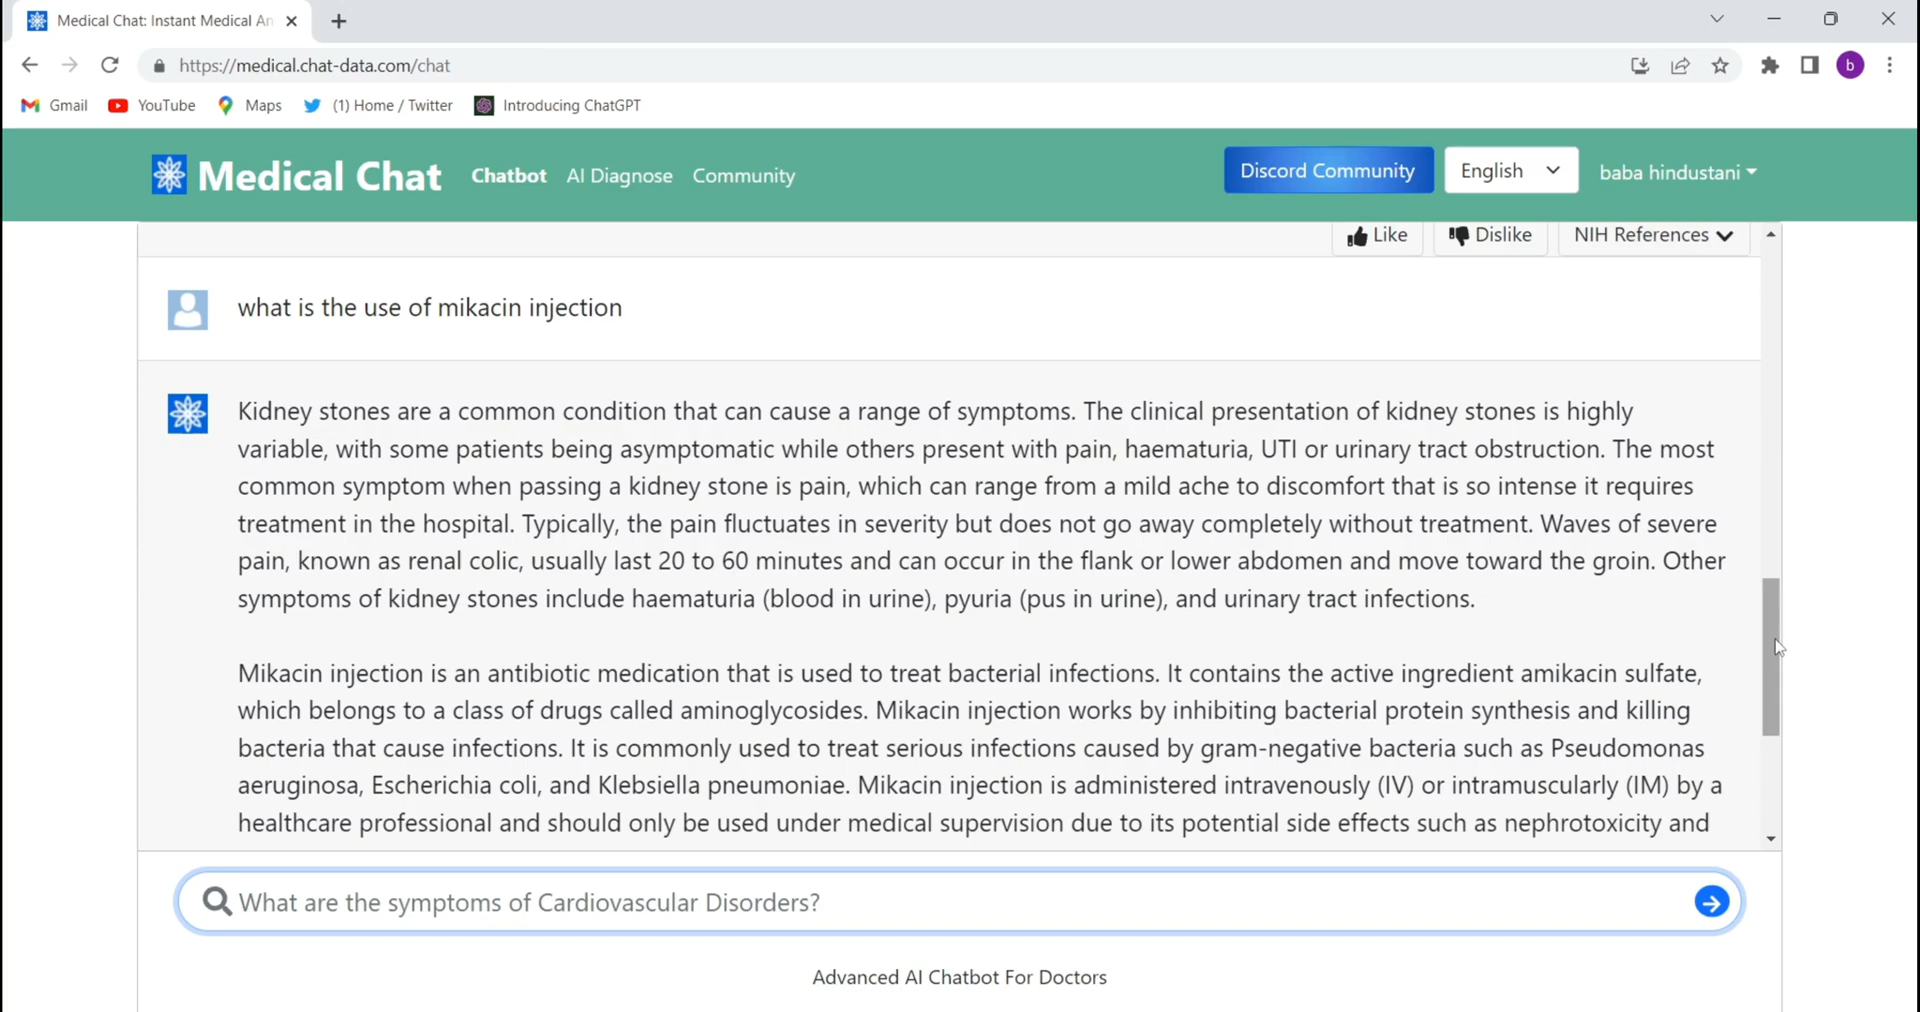 Medical Chat: Instant Medical An
https://medical.chat-data.com/chat
b
Gmail YouTube Maps (1) Home / Twitter Introducing ChatGPT
Medical Chat Chatbot AI Diagnose Community Discord Community English baba hindustani
Like Dislike NIH References
what is the use of mikacin injection
Kidney stones are a common condition that can cause a range of symptoms. The clinical presentation of kidney stones is highly
variable, with some patients being asymptomatic while others present with pain, haematuria, UTI or urinary tract obstruction. The most
common symptom when passing a kidney stone is pain, which can range from a mild ache to discomfort that is so intense it requires
treatment in the hospital. Typically, the pain fluctuates in severity but does not go away completely without treatment. Waves of severe
pain, known as renal colic, usually last 20 to 60 minutes and can occur in the flank or lower abdomen and move toward the groin. Other
symptoms of kidney stones include haematuria (blood in urine), pyuria (pus in urine), and urinary tract infections.
Mikacin injection is an antibiotic medication that is used to treat bacterial infections. It contains the active ingredient amikacin sulfate,
which belongs to a class of drugs called aminoglycosides. Mikacin injection works by inhibiting bacterial protein synthesis and killing
bacteria that cause infections. It is commonly used to treat serious infections caused by gram-negative bacteria such as Pseudomonas
aeruginosa, Escherichia coli, and Klebsiella pneumoniae. Mikacin injection is administered intravenously (IV) or intramuscularly (IM) by a
healthcare professional and should only be used under medical supervision due to its potential side effects such as nephrotoxicity and
What are the symptoms of Cardiovascular Disorders?
Advanced AI Chatbot For Doctors